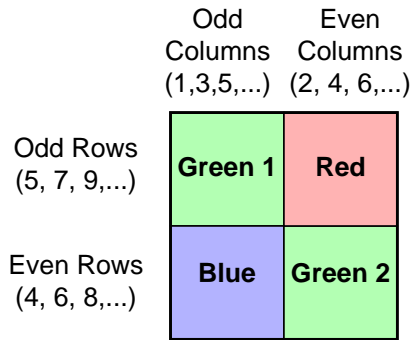 Odd
Columns
(1,3,5,...)
Even
Columns
(2, 4, 6,...)
Odd Rows
(5, 7, 9,...)
Green 1
Red
Even Rows
(4, 6, 8,...)
Blue
Green 2